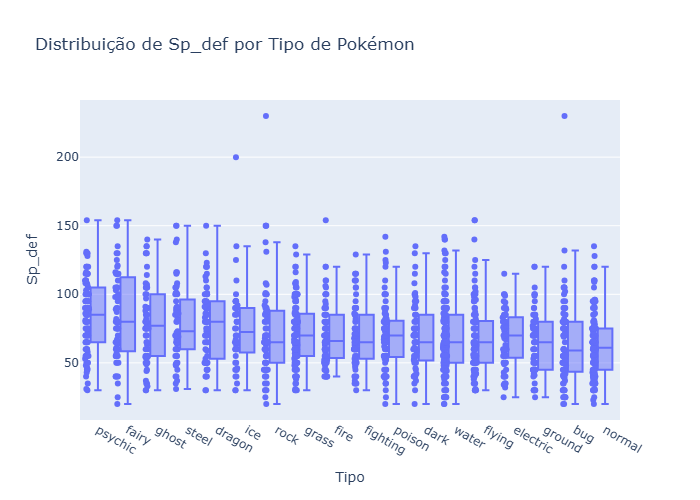 Distribuição de Sp_def por Tipo de Pokémon
Sp_def
200
150
100
50
psychic
fairy
ghost
steel
dragon
ice
rock
grass
fire
fighting
poison
dark
water
flying
electric
ground
bug
normal
Tipo